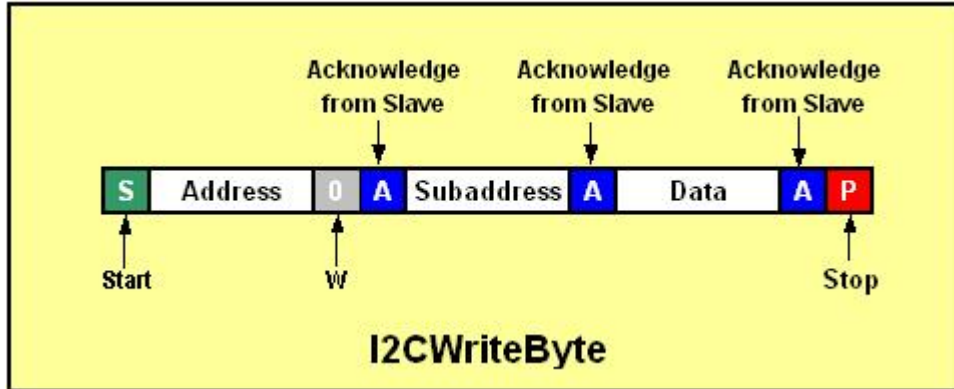 Acknowledge Acknowledge Acknowledge
from Slave from Slave from Slave
S Address 0 A Subaddress A Data A P
Start W Stop
I2CWriteByte